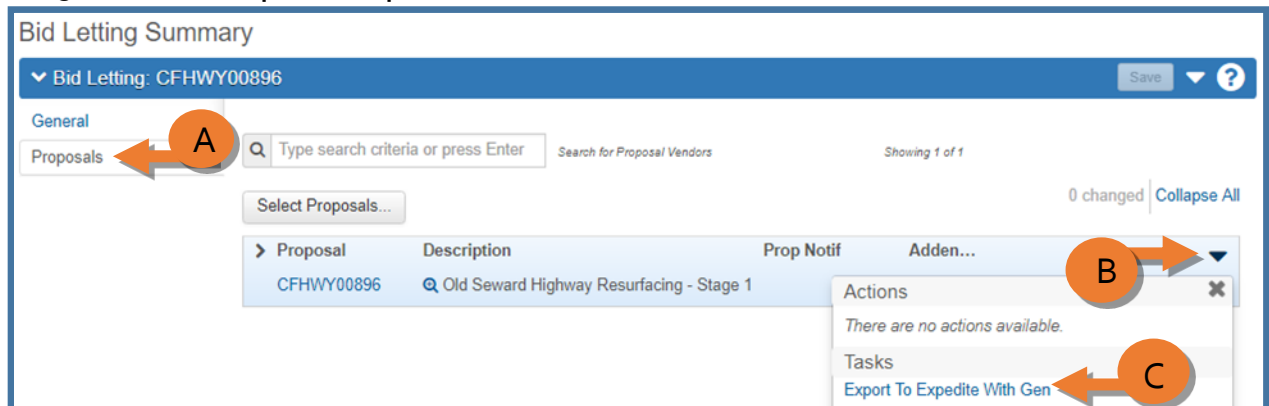 Bid Letting Summary
Bid Letting: CFHWY00896
Save
?
General
Proposals
A
Type search criteria or press Enter
Search for Proposal Vendors
Showing 1 of 1
Select Proposals...
0 changed
Collapse All
Proposal Description Prop Notif Adden...
B
CFHWY00896 Old Seward Highway Resurfacing - Stage 1
Actions
There are no actions available.
Tasks
Export To Expedite With Gen
C